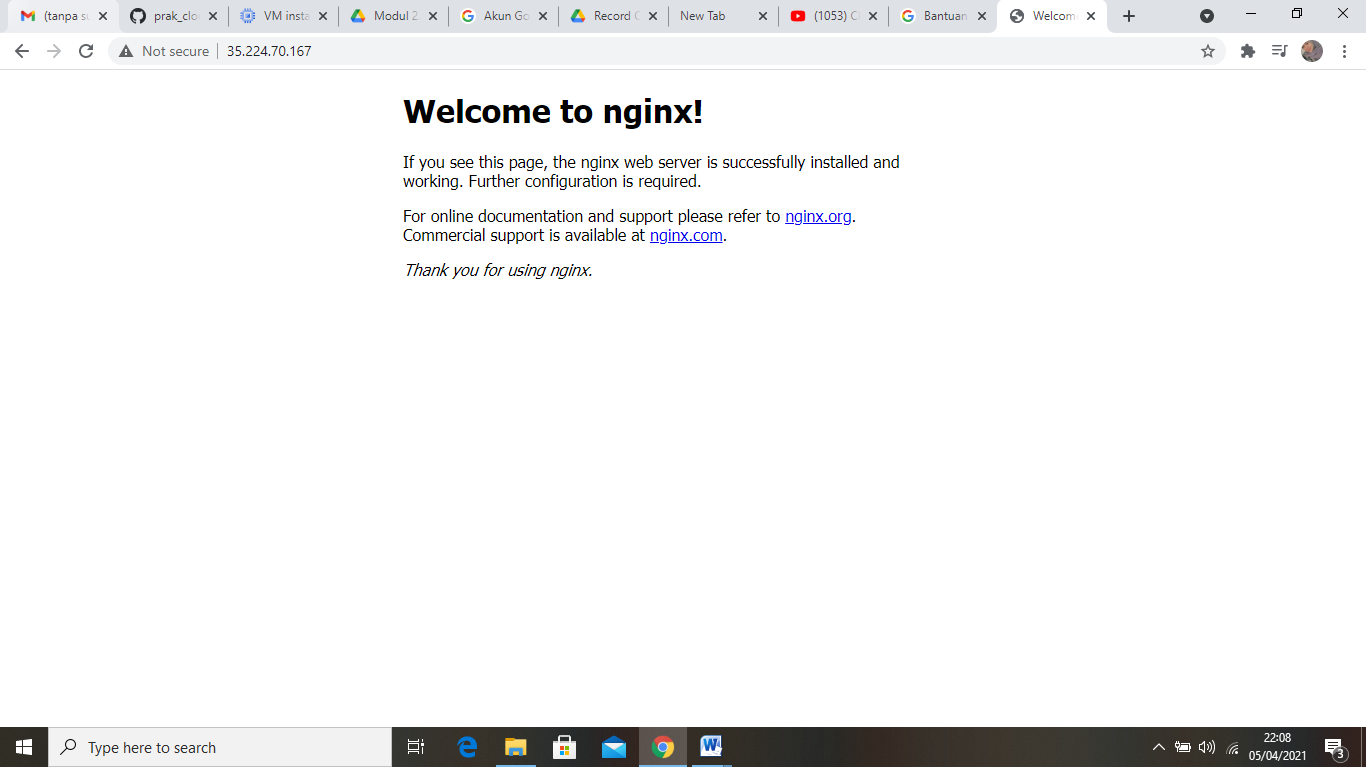 (tanpa su
prak_clou
VM insta
Modul 2
Akun Go
Record C
New Tab
(1053) Cl
Bantuan
Welcome
Not secure
35.224.70.167
Welcome to nginx!
If you see this page, the nginx web server is successfully installed and
working. Further configuration is required.
For online documentation and support please refer to nginx.org.
Commercial support is available at nginx.com.
Thank you for using nginx.
Type here to search
22:08
05/04/2021
3